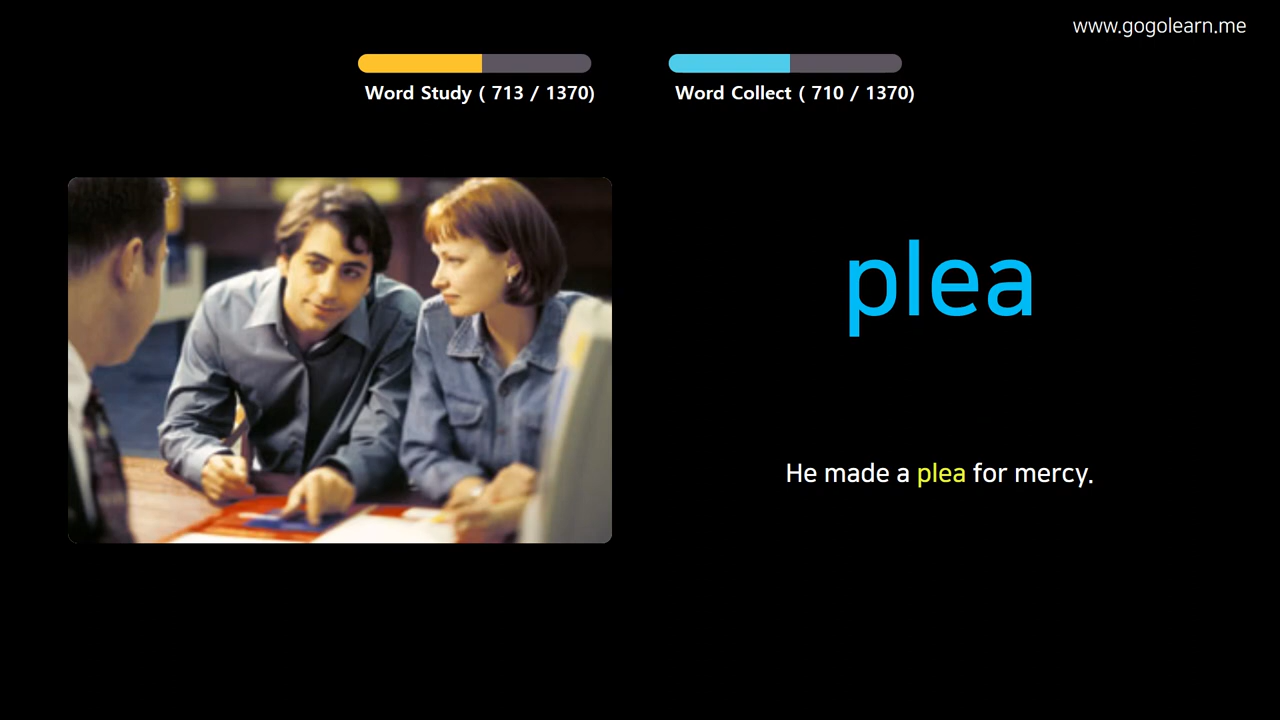 www.gogolearn.me
Word Study ( 713 / 1370)
Word Collect ( 710 / 1370)
plea
He made a plea for mercy.